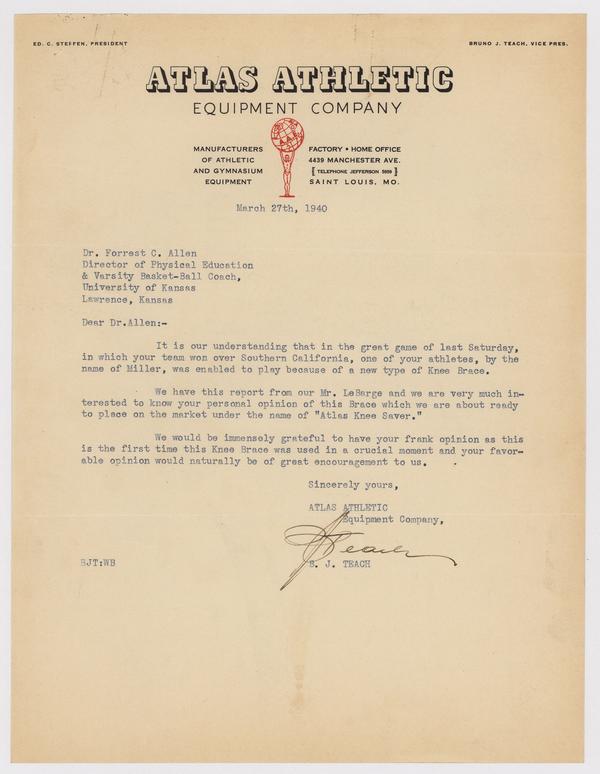 ED. C. STEFFEN, PRESIDENT
BRUNO J. TEACH, VICE PRES.
ATLAS ATHLETIC
EQUIPMENT COMPANY
MANUFACTURERS
OF ATHLETIC
AND GYMNASIUM
EQUIPMENT
FACTORY • HOME OFFICE
4439 MANCHESTER AVE.
[ TELEPHONE JEFFERSON 5959 ]
SAINT LOUIS, MO.
March 27th, 1940
Dr. Forrest C. Allen
Director of Physical Education
& Varsity Basket-Ball Coach,
University of Kansas
Lawrence, Kansas
Dear Dr.Allen:-
It is our understanding that in the great game of last Saturday,
in which your team won over Southern California, one of your athletes, by the
name of Miller, was enabled to play because of a new type of Knee Brace.
We have this report from our Mr. LeBarge and we are very much in-
terested to know your personal opinion of this Brace which we are about ready
to place on the market under the name of "Atlas Knee Saver."
We would be immensely grateful to have your frank opinion as this
is the first time this Knee Brace was used in a crucial moment and your favor-
able opinion would naturally be of great encouragement to us.
Sincerely yours,
ATLAS ATHLETIC
Equipment Company,
Teach
BJT:WB
B. J. TEACH